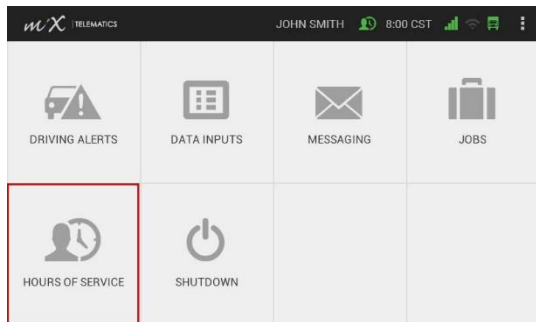 miX TELEMATICS JOHN SMITH 8:00 CST
DRIVING ALERTS DATA INPUTS MESSAGING JOBS
HOURS OF SERVICE SHUTDOWN